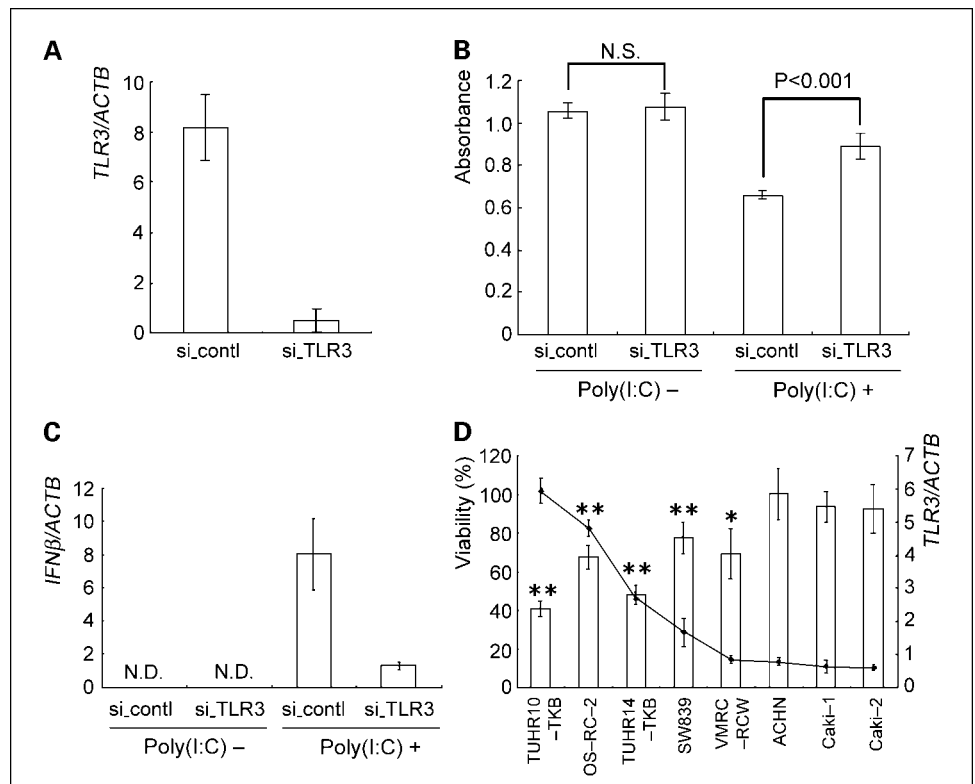 A
TLR3/ACTB
10
8
6
4
2
0
si_contl si_TLR3
B
Absorbance
N.S.
P<0.001
1.2
1.0
0.8
0.6
0.4
0.2
0
si_contl si_TLR3 si_contl si_TLR3
Poly(I:C) – Poly(I:C) +
C
IFNβ/ACTB
12
10
8
6
4
2
0
N.D. N.D.
si_contl si_TLR3 si_contl si_TLR3
Poly(I:C) – Poly(I:C) +
D
Viability (%)
120
100
80
60
40
20
0
** ** ** ** *
7
6
5
4
3
2
1
0
TLR3/ACTB
TUHR10
–TKB
OS–RC–2
TUHR14
–TKB
SW839
VMRC
–RCW
ACHN
Caki–1
Caki–2